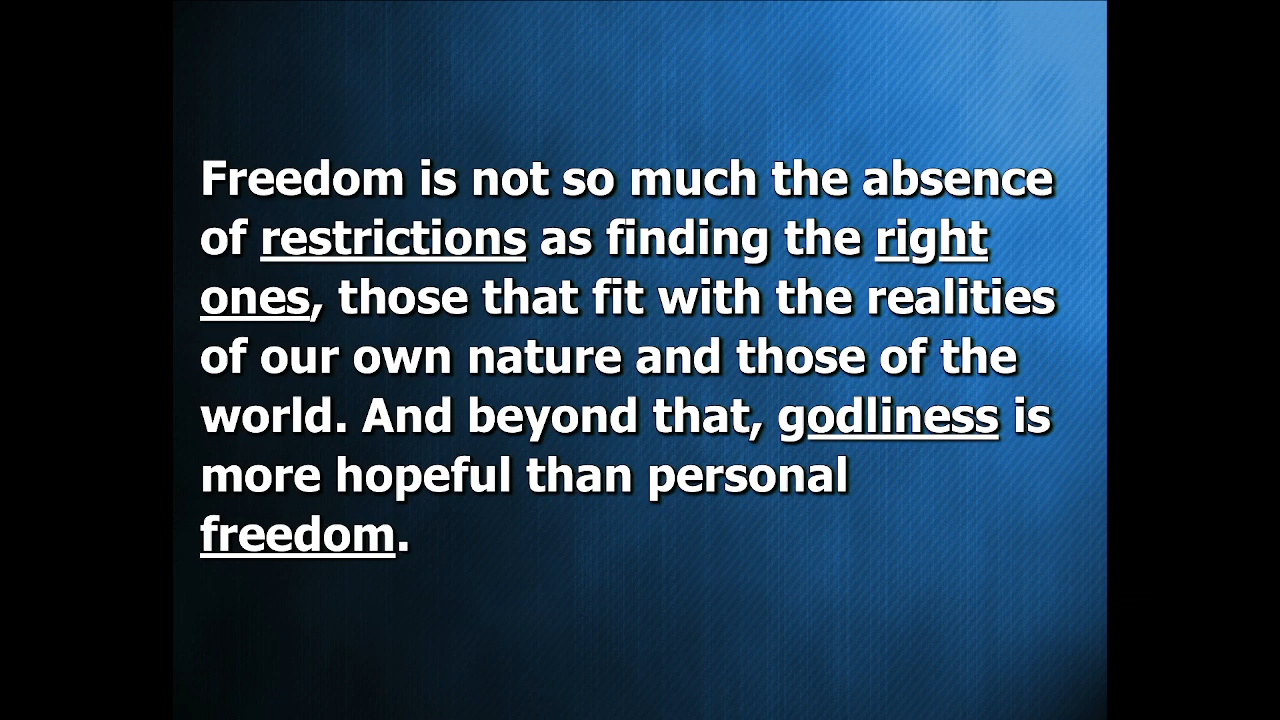 Freedom is not so much the absence
of restrictions as finding the right
ones, those that fit with the realities
of our own nature and those of the
world. And beyond that, godliness is
more hopeful than personal
freedom.